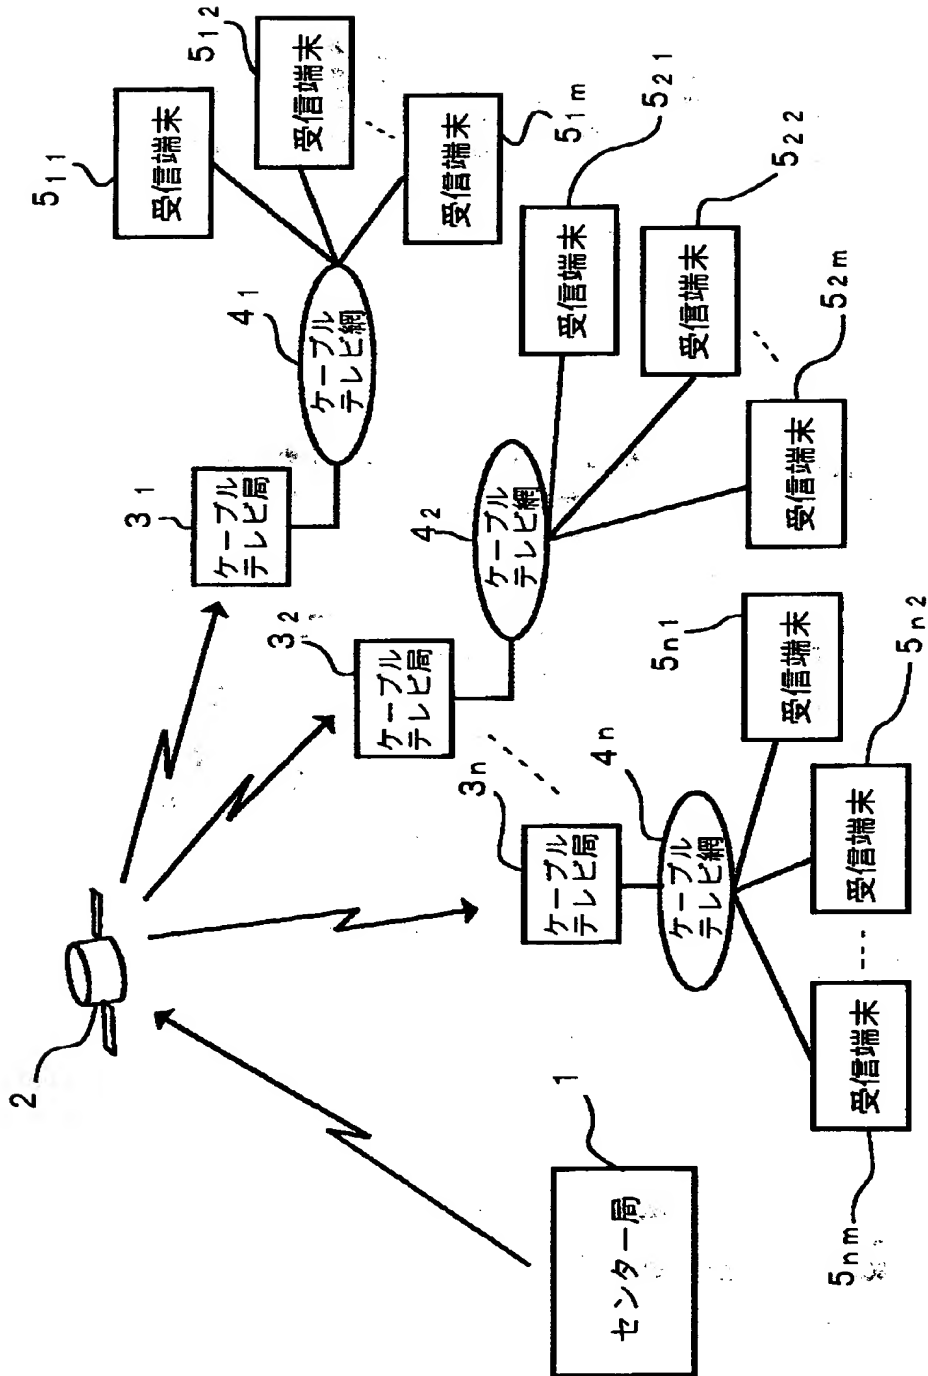 2
1
センター局
3₁
ケーブル
テレビ局
3₂
ケーブル
テレビ局
3n
ケーブル
テレビ局
4₁
ケーブル
テレビ網
4₂
ケーブル
テレビ網
4n
ケーブル
テレビ網
5₁₁
受信端末
5₁₂
受信端末
5₁m
受信端末
5₂₁
受信端末
5₂₂
受信端末
5₂m
受信端末
5n₁
受信端末
5n₂
受信端末
5nm
受信端末